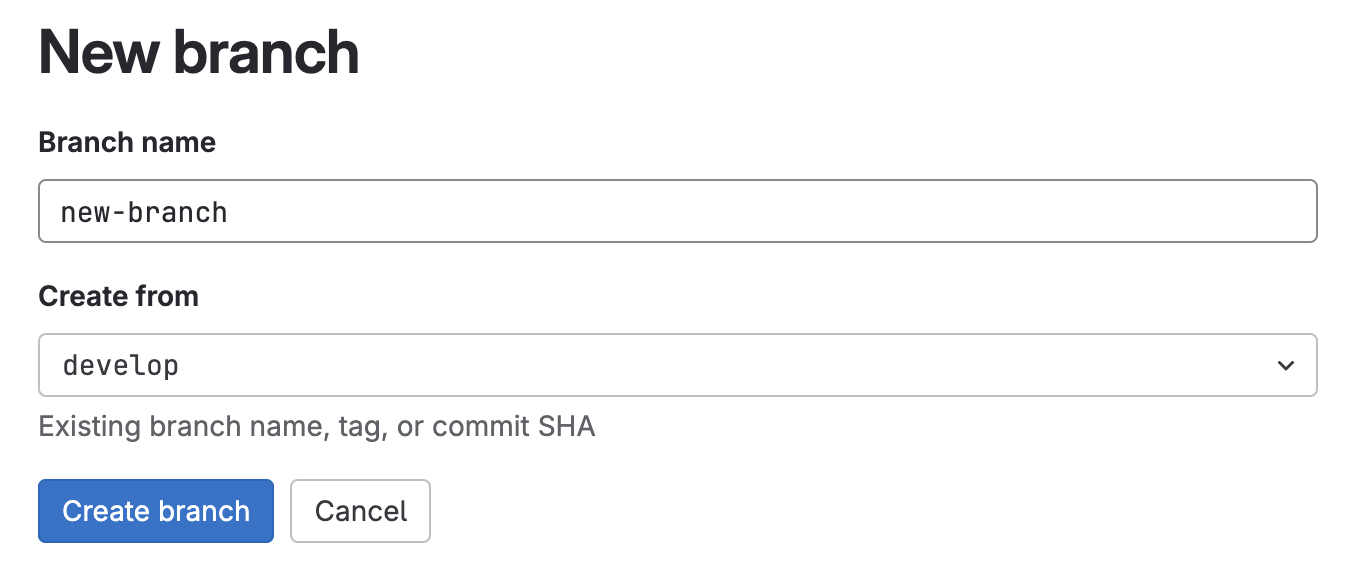 New branch
Branch name
new-branch
Create from
develop
Existing branch name, tag, or commit SHA
Create branch Cancel